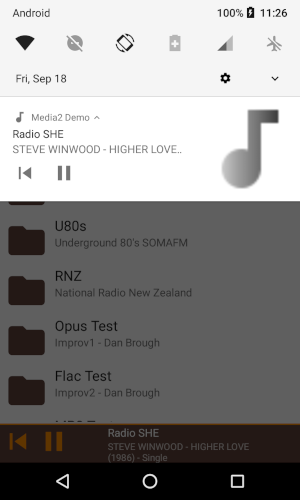 Android 100% 11:26
Fri, Sep 18
Media2 Demo
Radio SHE
STEVE WINWOOD - HIGHER LOVE..
U80s
Underground 80's SOMAFM
RNZ
National Radio New Zealand
Opus Test
Improv1 - Dan Brough
Flac Test
Improv2 - Dan Brough
Radio SHE
STEVE WINWOOD - HIGHER LOVE
(1986) - Single